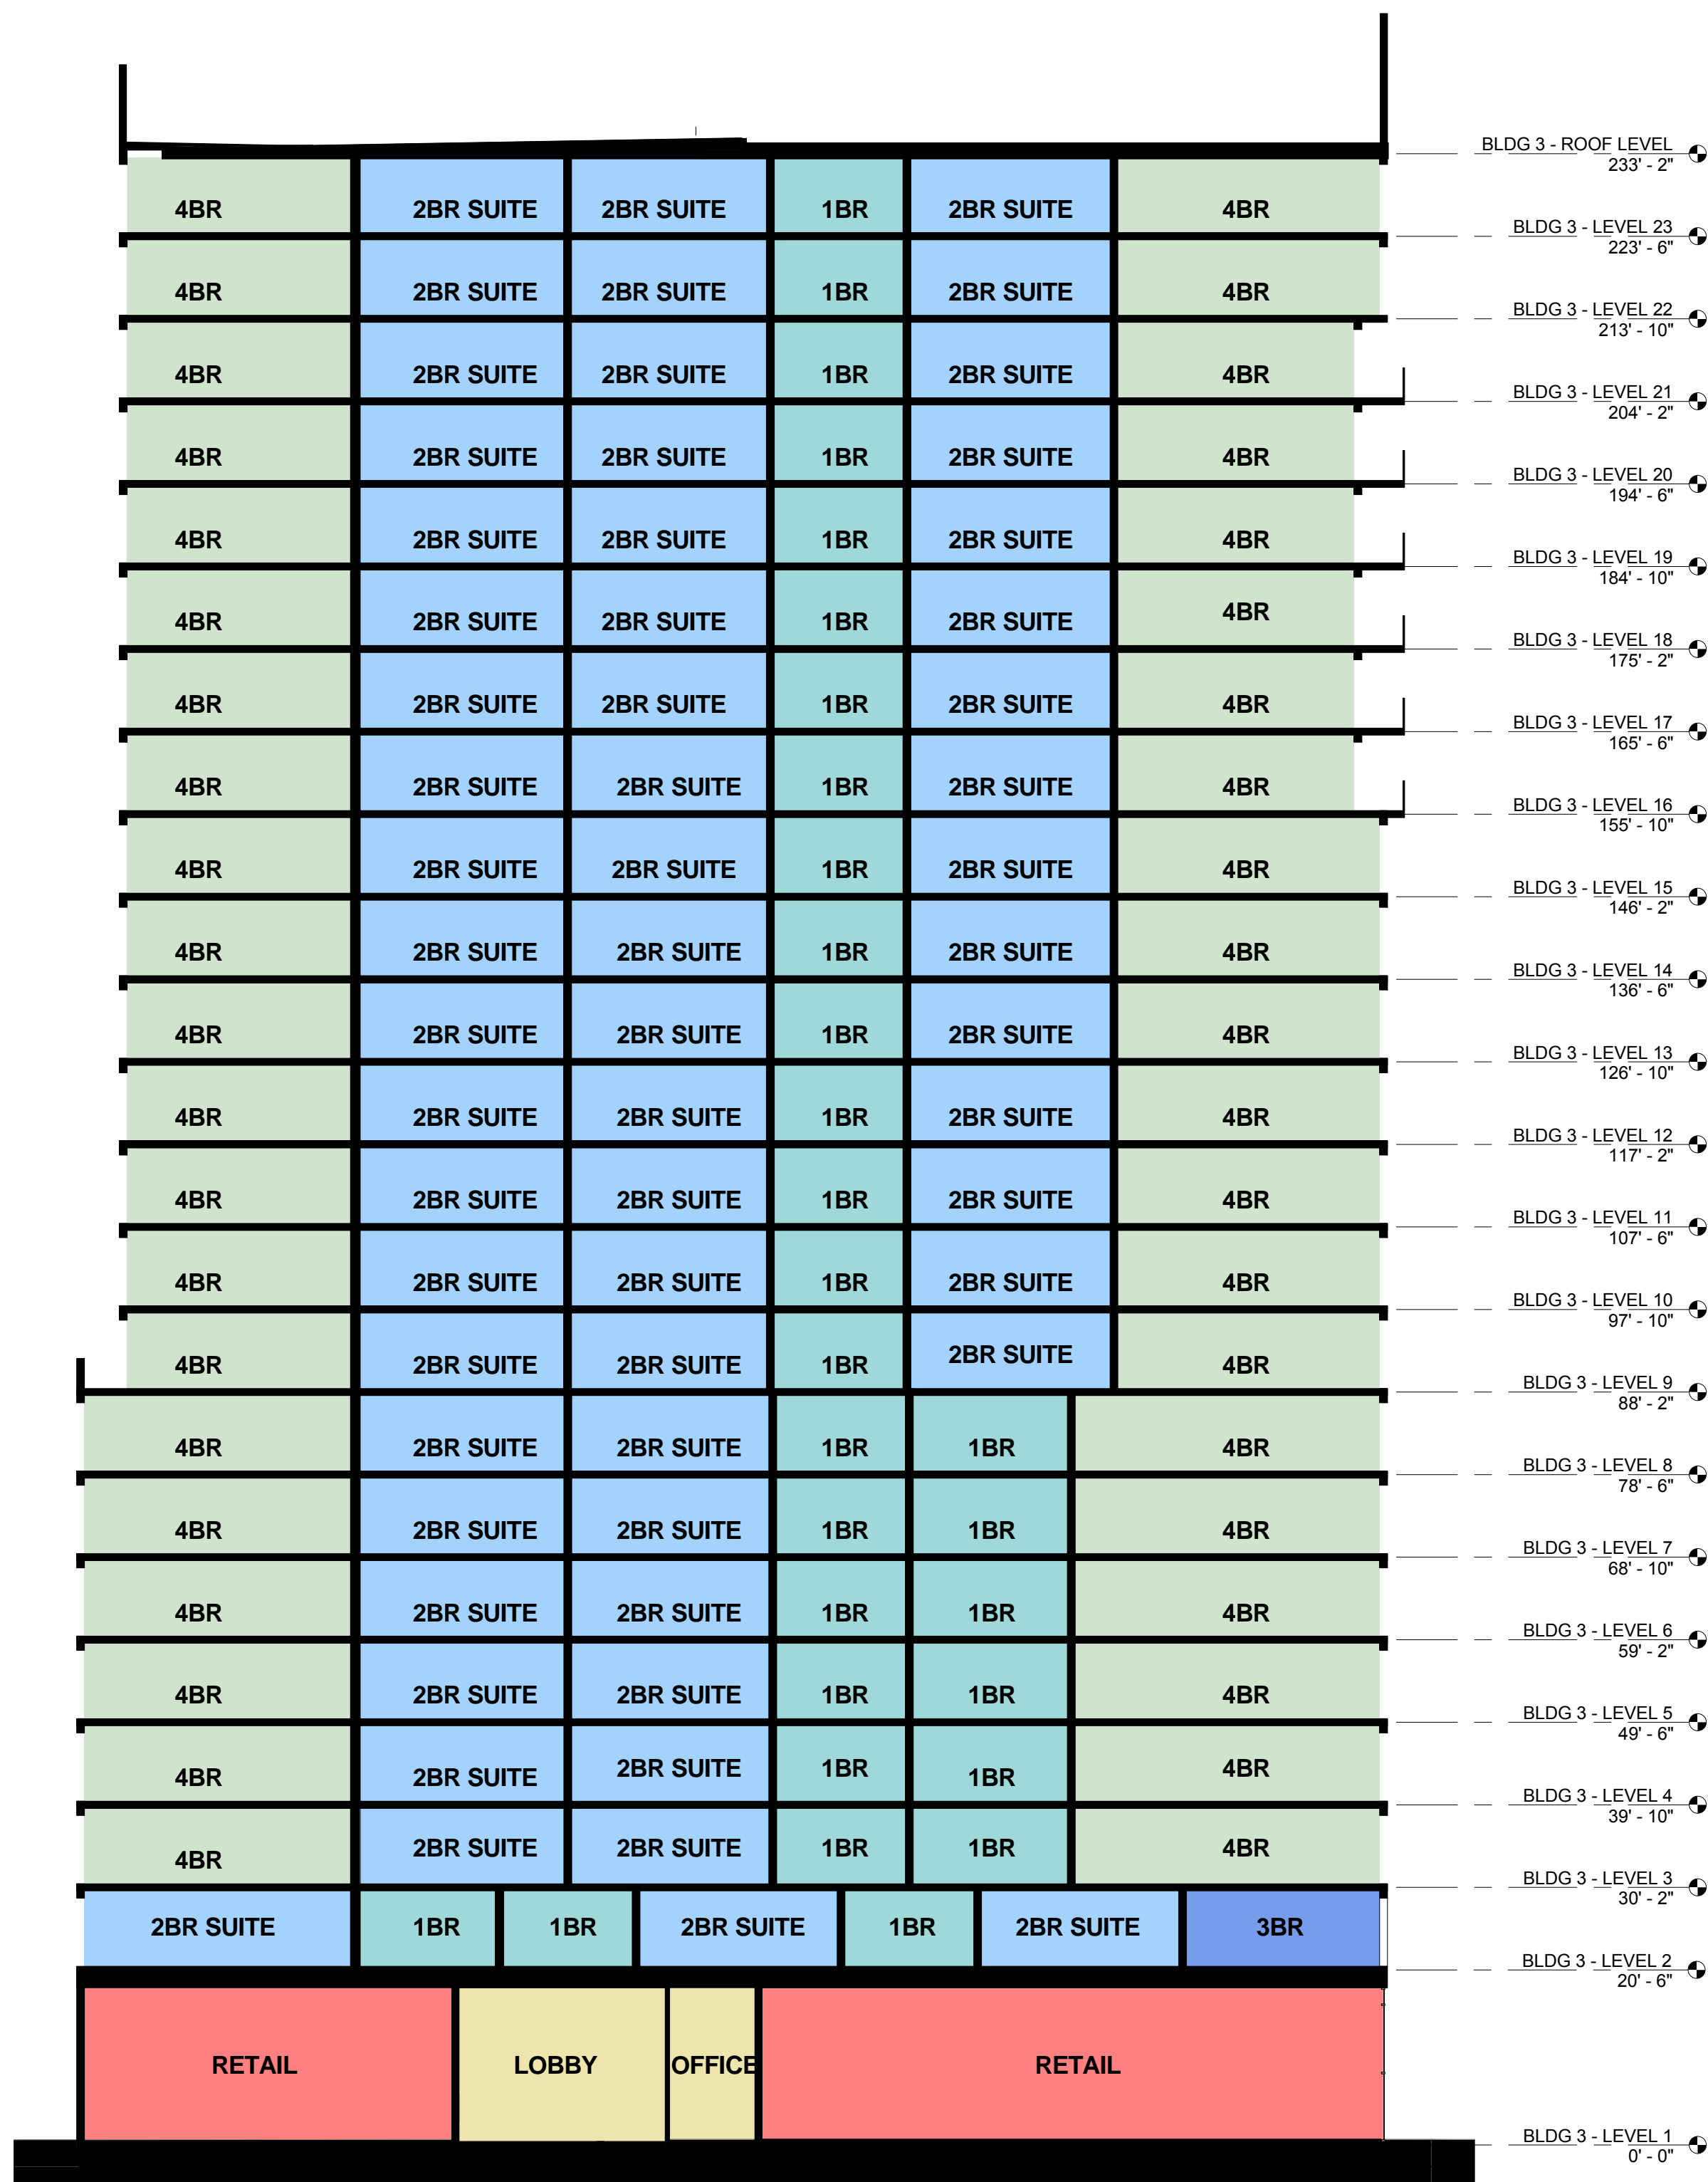 BLDG 3 - ROOF LEVEL
233' - 2"
4BR 2BR SUITE 2BR SUITE 1BR 2BR SUITE 4BR
BLDG 3 - LEVEL 23
223' - 6"
4BR 2BR SUITE 2BR SUITE 1BR 2BR SUITE 4BR
BLDG 3 - LEVEL 22
213' - 10"
4BR 2BR SUITE 2BR SUITE 1BR 2BR SUITE 4BR
BLDG 3 - LEVEL 21
204' - 2"
4BR 2BR SUITE 2BR SUITE 1BR 2BR SUITE 4BR
BLDG 3 - LEVEL 20
194' - 6"
4BR 2BR SUITE 2BR SUITE 1BR 2BR SUITE 4BR
BLDG 3 - LEVEL 19
184' - 10"
4BR 2BR SUITE 2BR SUITE 1BR 2BR SUITE 4BR
BLDG 3 - LEVEL 18
175' - 2"
4BR 2BR SUITE 2BR SUITE 1BR 2BR SUITE 4BR
BLDG 3 - LEVEL 17
165' - 6"
4BR 2BR SUITE 2BR SUITE 1BR 2BR SUITE 4BR
BLDG 3 - LEVEL 16
155' - 10"
4BR 2BR SUITE 2BR SUITE 1BR 2BR SUITE 4BR
BLDG 3 - LEVEL 15
146' - 2"
4BR 2BR SUITE 2BR SUITE 1BR 2BR SUITE 4BR
BLDG 3 - LEVEL 14
136' - 6"
4BR 2BR SUITE 2BR SUITE 1BR 2BR SUITE 4BR
BLDG 3 - LEVEL 13
126' - 10"
4BR 2BR SUITE 2BR SUITE 1BR 2BR SUITE 4BR
BLDG 3 - LEVEL 12
117' - 2"
4BR 2BR SUITE 2BR SUITE 1BR 2BR SUITE 4BR
BLDG 3 - LEVEL 11
107' - 6"
4BR 2BR SUITE 2BR SUITE 1BR 2BR SUITE 4BR
BLDG 3 - LEVEL 10
97' - 10"
4BR 2BR SUITE 2BR SUITE 1BR 2BR SUITE 4BR
BLDG 3 - LEVEL 9
88' - 2"
4BR 2BR SUITE 2BR SUITE 1BR 1BR 4BR
BLDG 3 - LEVEL 8
78' - 6"
4BR 2BR SUITE 2BR SUITE 1BR 1BR 4BR
BLDG 3 - LEVEL 7
68' - 10"
4BR 2BR SUITE 2BR SUITE 1BR 1BR 4BR
BLDG 3 - LEVEL 6
59' - 2"
4BR 2BR SUITE 2BR SUITE 1BR 1BR 4BR
BLDG 3 - LEVEL 5
49' - 6"
4BR 2BR SUITE 2BR SUITE 1BR 1BR 4BR
BLDG 3 - LEVEL 4
39' - 10"
4BR 2BR SUITE 2BR SUITE 1BR 1BR 4BR
BLDG 3 - LEVEL 3
30' - 2"
2BR SUITE 1BR 1BR 2BR SUITE 1BR 2BR SUITE 3BR
BLDG 3 - LEVEL 2
20' - 6"
RETAIL LOBBY OFFICE RETAIL
BLDG 3 - LEVEL 1
0' - 0"